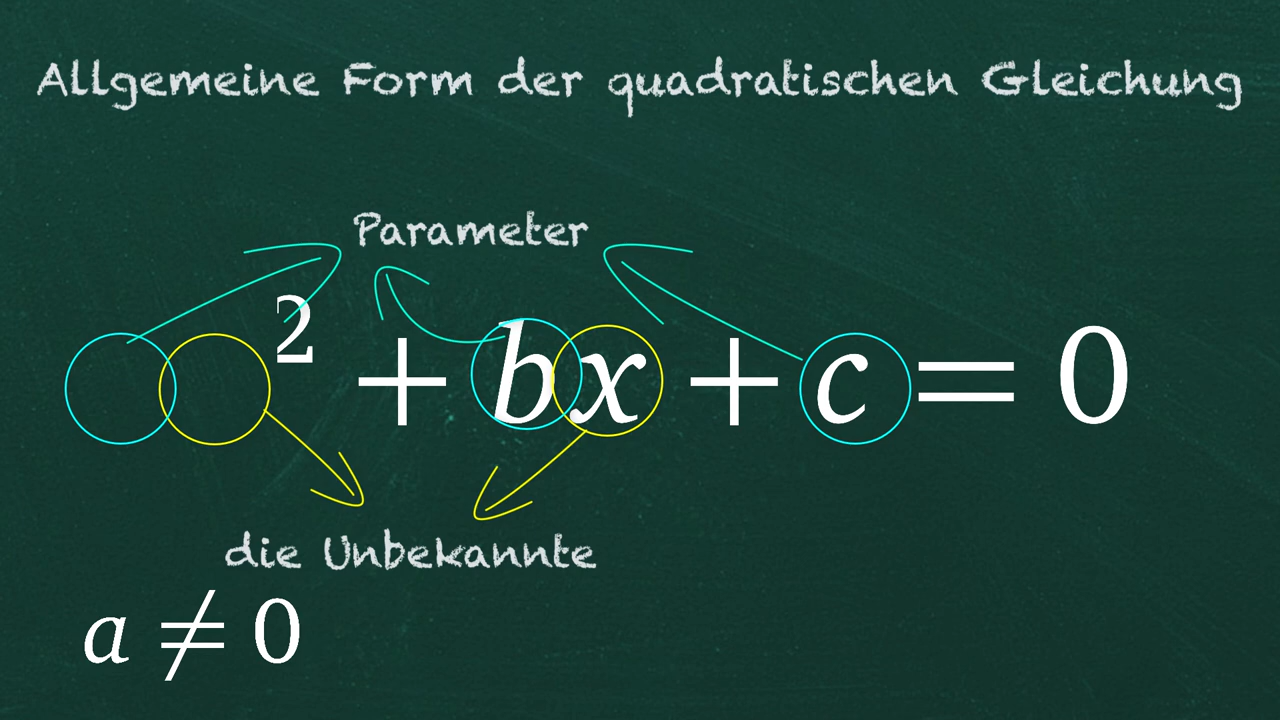 Allgemeine Form der quadratischen Gleichung
Parameter
² + bx + c = 0
die Unbekannte
a ≠ 0